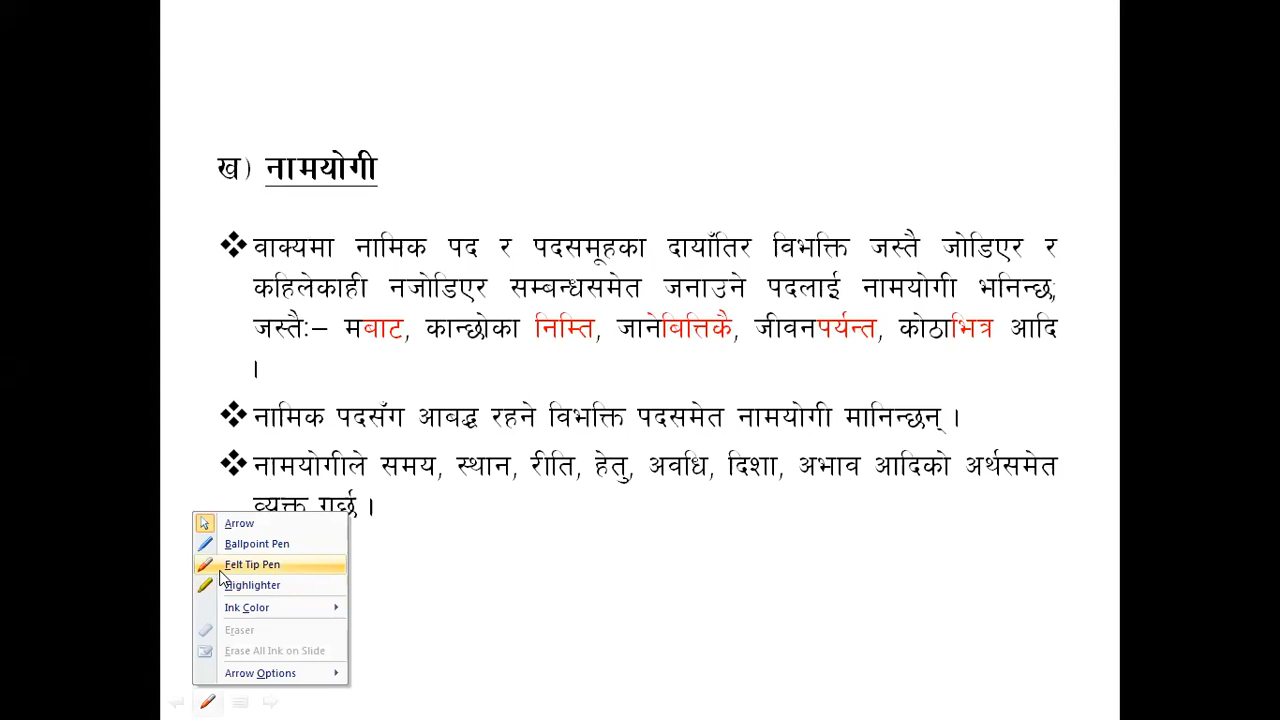 ख) नामयोगी
❖ वाक्यमा नामिक पद र पदसमूहका दायाँतिर विभक्ति जस्तै जोडिएर र
कहिलेकाही नजोडिएर सम्बन्धसमेत जनाउने पदलाई नामयोगी भनिन्छ;
जस्तै:– मबाट, कान्छोका निम्ति, जानेबित्तिकै, जीवनपर्यन्त, कोठाभित्र आदि
।
❖ नामिक पदसँग आबद्ध रहने विभक्ति पदसमेत नामयोगी मानिन्छन् ।
❖ नामयोगीले समय, स्थान, रीति, हेतु, अवधि, दिशा, अभाव आदिको अर्थसमेत
व्यक्त गर्छ ।
Arrow
Ballpoint Pen
Felt Tip Pen
Highlighter
Ink Color
Eraser
Erase All Ink on Slide
Arrow Options